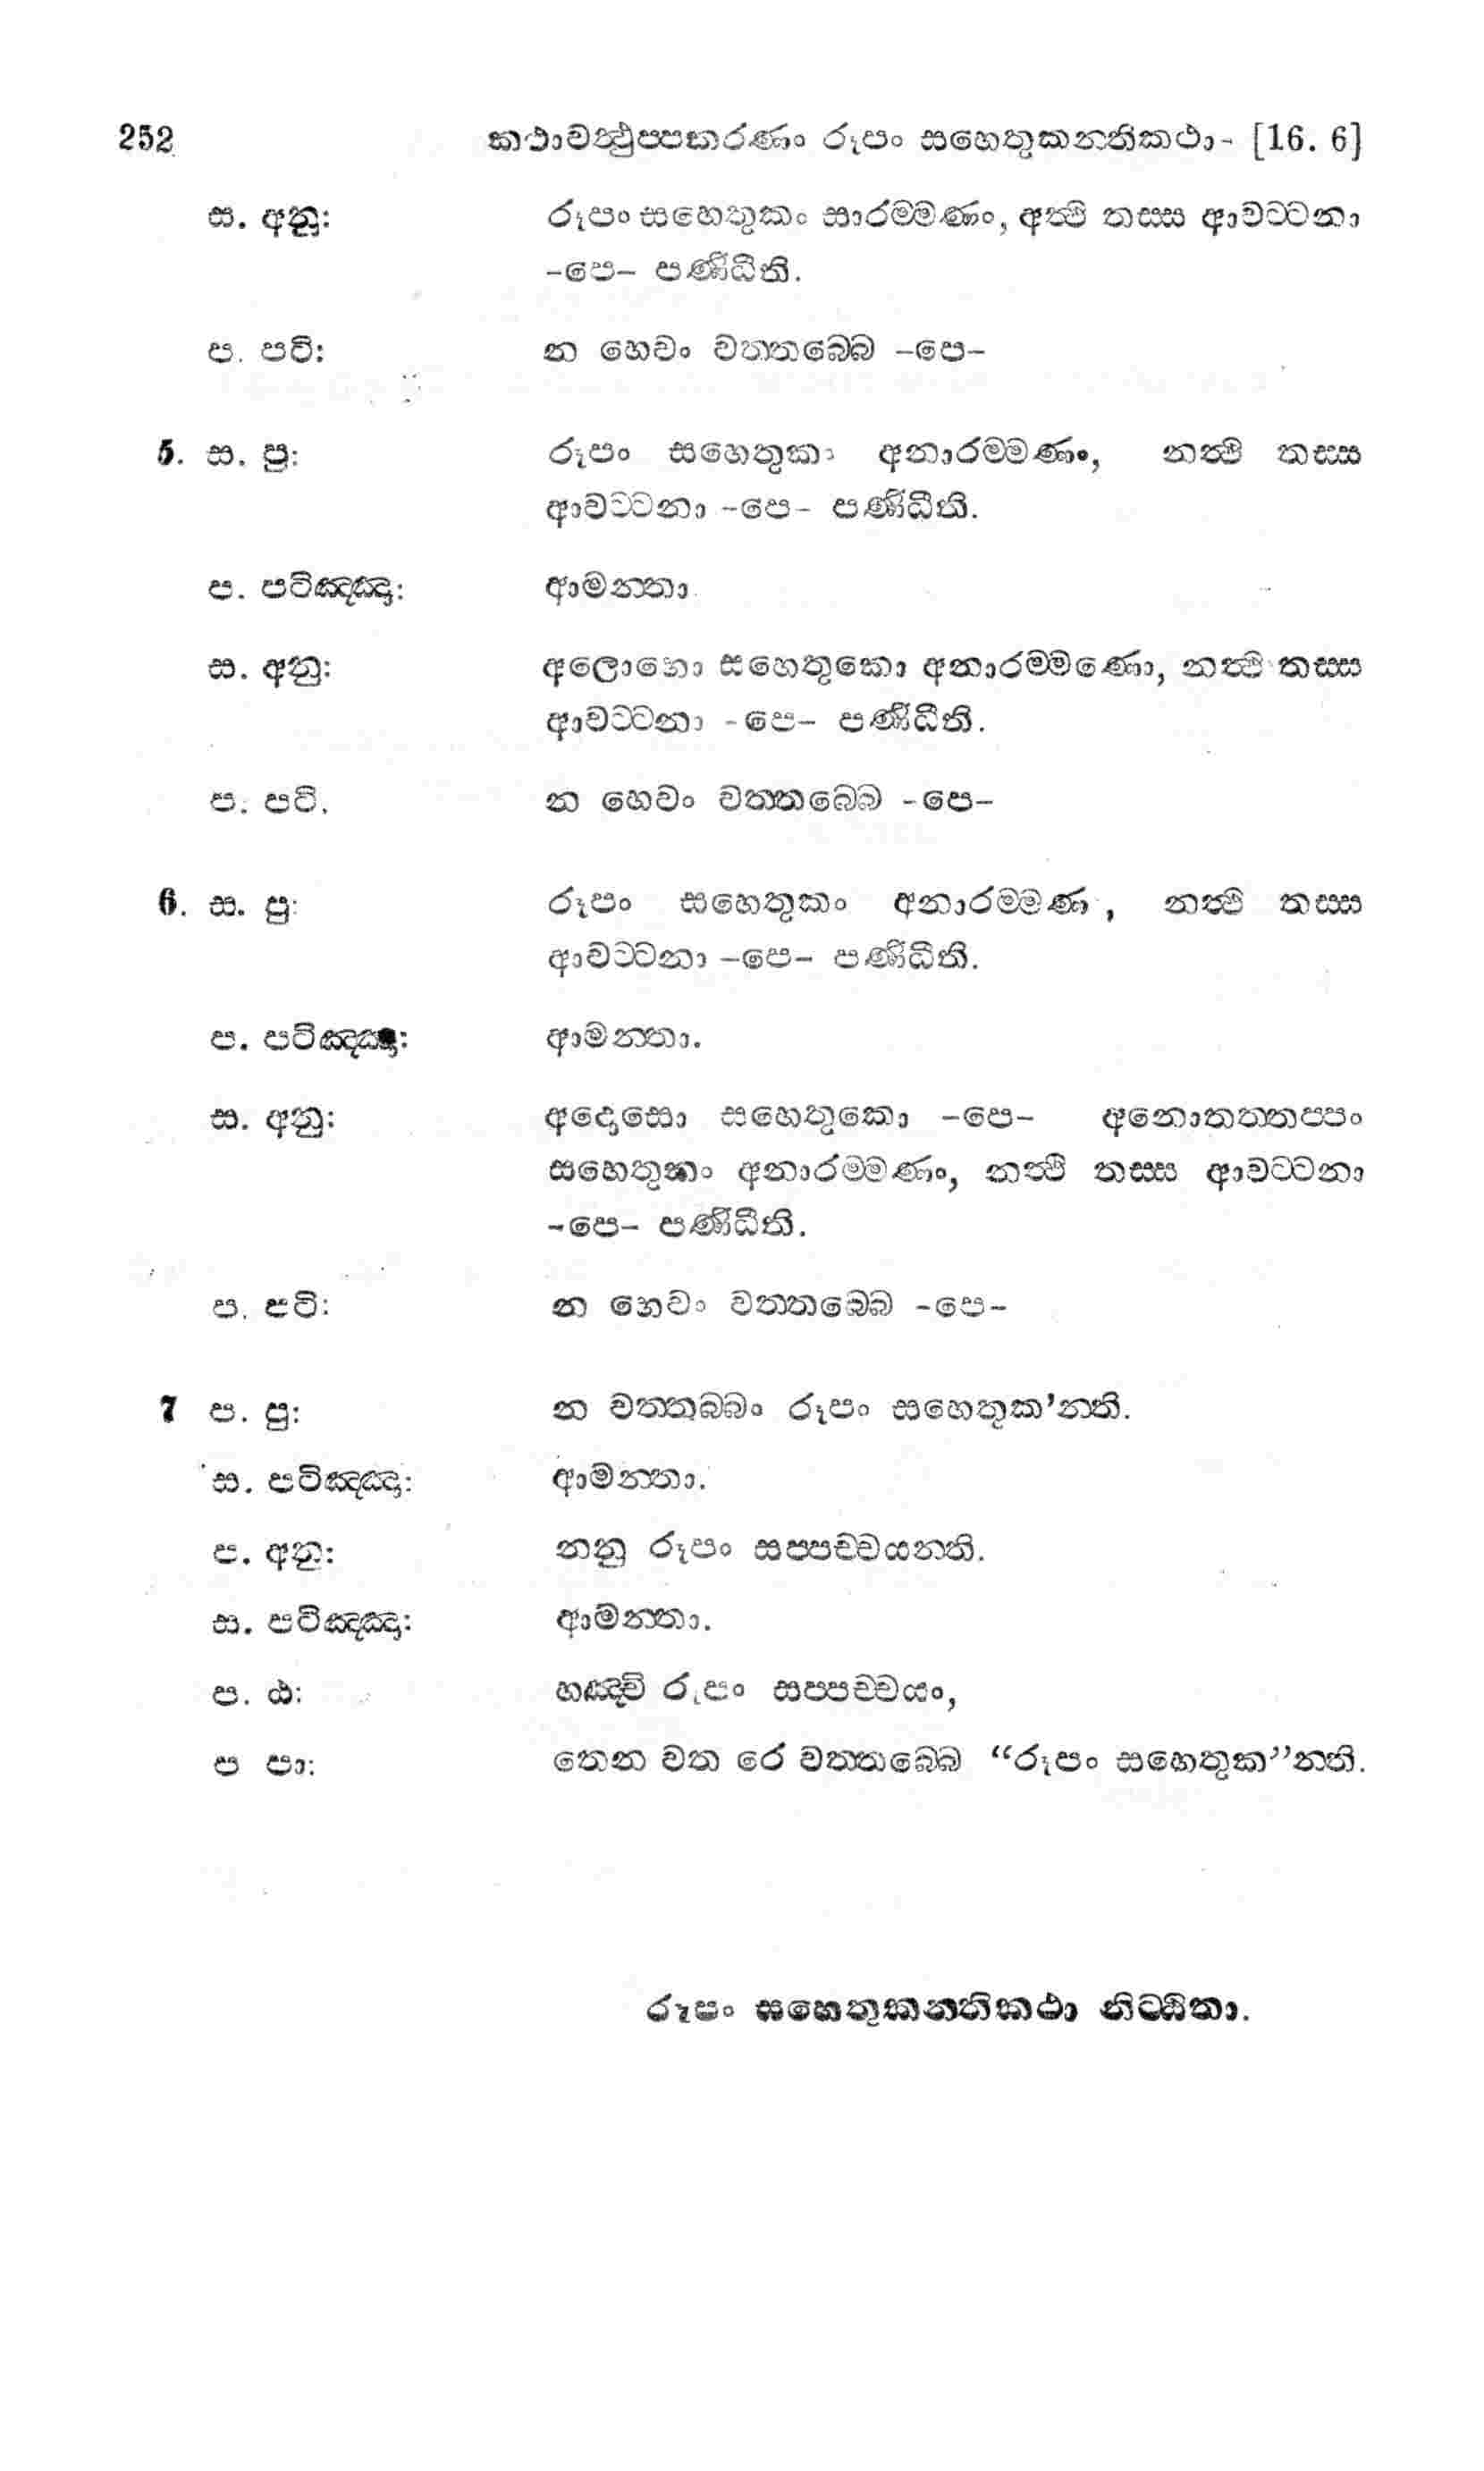 252 කථාවත්‍ථුප‍්පකරණං රූපං සහෙතුකන‍්තිකථා- [16. 6]
ස. අනු: රූපං සහෙතුකං සාරම‍්මණං, අත්‍ථි තස‍්ස ආවට‍්ටනා
-පෙ- පණිධීති.
ප. පටි: න හෙවං වත‍්තබ‍්බෙ -පෙ-
5. ස. පු: රූපං සහෙතුකං අනාරම‍්මණං, නත්‍ථි තස‍්ස
ආවට‍්ටනා -පෙ- පණිධීති.
ප. පටිඤ‍්ඤා: ආමන‍්තා.
ස. අනු: අලොභො සහෙතුකො අනාරම‍්මණො, නත්‍ථි තස‍්ස
ආවට‍්ටනා -පෙ- පණිධීති.
ප. පටි. න හෙවං වත‍්තබ‍්බෙ -පෙ-
6. ස. පු: රූපං සහෙතුකං අනාරම‍්මණං, නත්‍ථි තස‍්ස
ආවට‍්ටනා -පෙ- පණිධීති.
ප. පටිඤ‍්ඤා: ආමන‍්තා.
ස. අනු: අදොසො සහෙතුකො -පෙ- අනොතත‍්තප‍්පං
සහෙතුකං අනාරම‍්මණං, නත්‍ථි තස‍්ස ආවට‍්ටනා
-පෙ- පණිධීති.
ප. පටි: න හෙවං වත‍්තබ‍්බෙ -පෙ-
7 ප. පු: න වත‍්තබ‍්බං රූපං සහෙතුක'න‍්ති.
ස. පටිඤ‍්ඤා: ආමන‍්තා.
ප. අනු: නනු රූපං සප‍්පච‍්චයන‍්ති.
ස. පටිඤ‍්ඤා: ආමන‍්තා.
ප. ඨ: හඤ‍්චි රූපං සප‍්පච‍්චයං,
ප පා: තෙන වත රෙ වත‍්තබ‍්බෙ “රූපං සහෙතුක”න‍්ති.
රූපං සහෙතුකන‍්තිකථා නිට‍්ඨිතා.